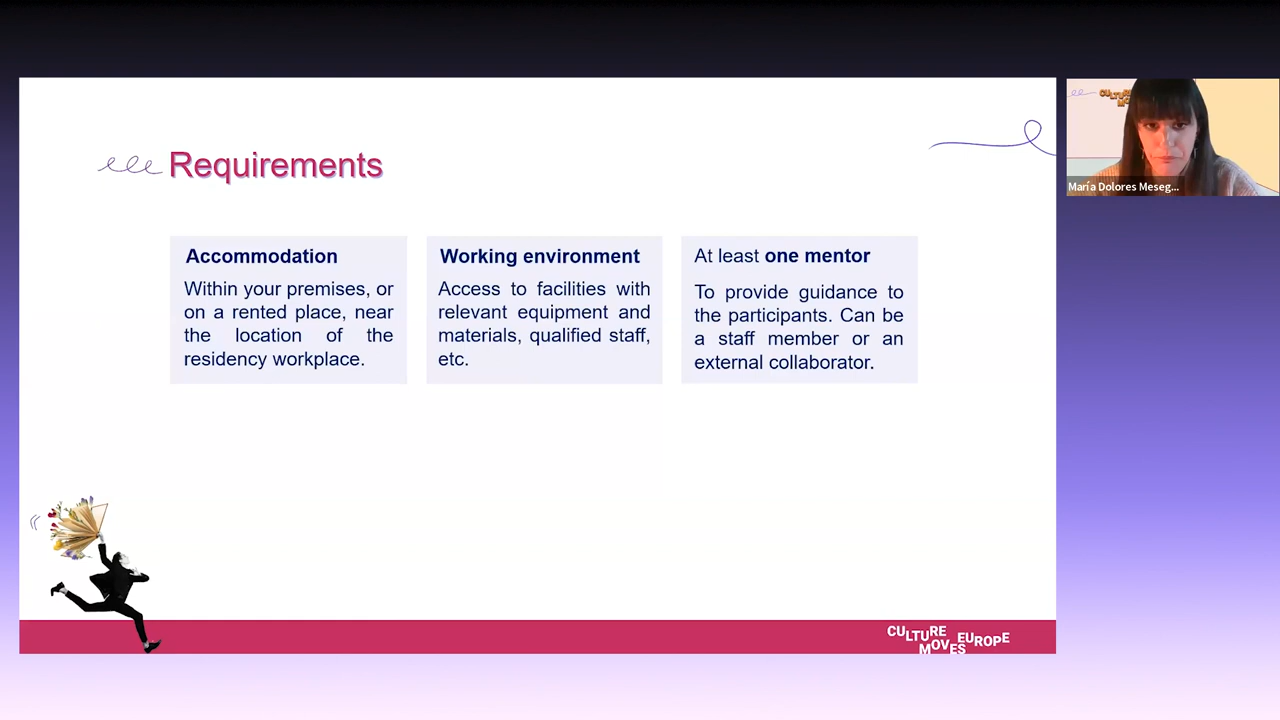 Requirements
Accommodation
Within your premises, or
on a rented place, near
the location of the
residency workplace.
Working environment
Access to facilities with
relevant equipment and
materials, qualified staff,
etc.
At least one mentor
To provide guidance to
the participants. Can be
a staff member or an
external collaborator.
CULTURE
MOVES EUROPE
María Dolores Meseg...